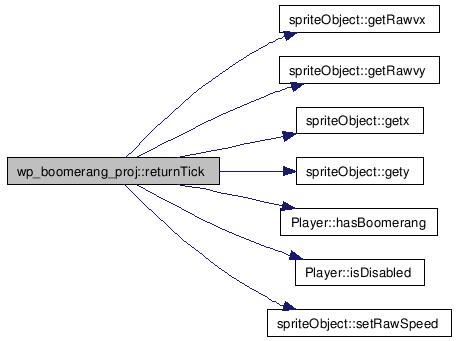 spriteObject::getRawvx
spriteObject::getRawvy
spriteObject::getx
wp_boomerang_proj::returnTick
spriteObject::gety
Player::hasBoomerang
Player::isDisabled
spriteObject::setRawSpeed